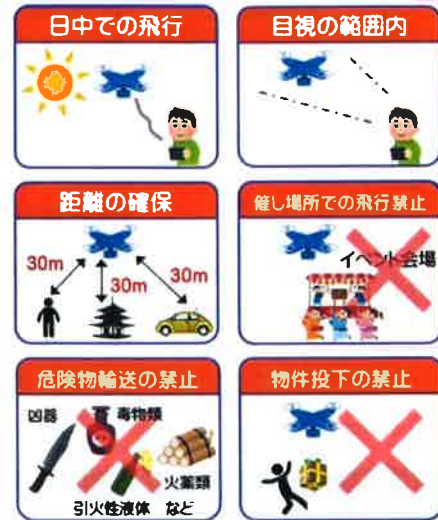 日中での飛行
目視の範囲内
距離の確保
30m
30m
30m
催し場所での飛行禁止
イベント会場
危険物輸送の禁止
凶器
毒物類
火薬類
引火性液体 など
物件投下の禁止